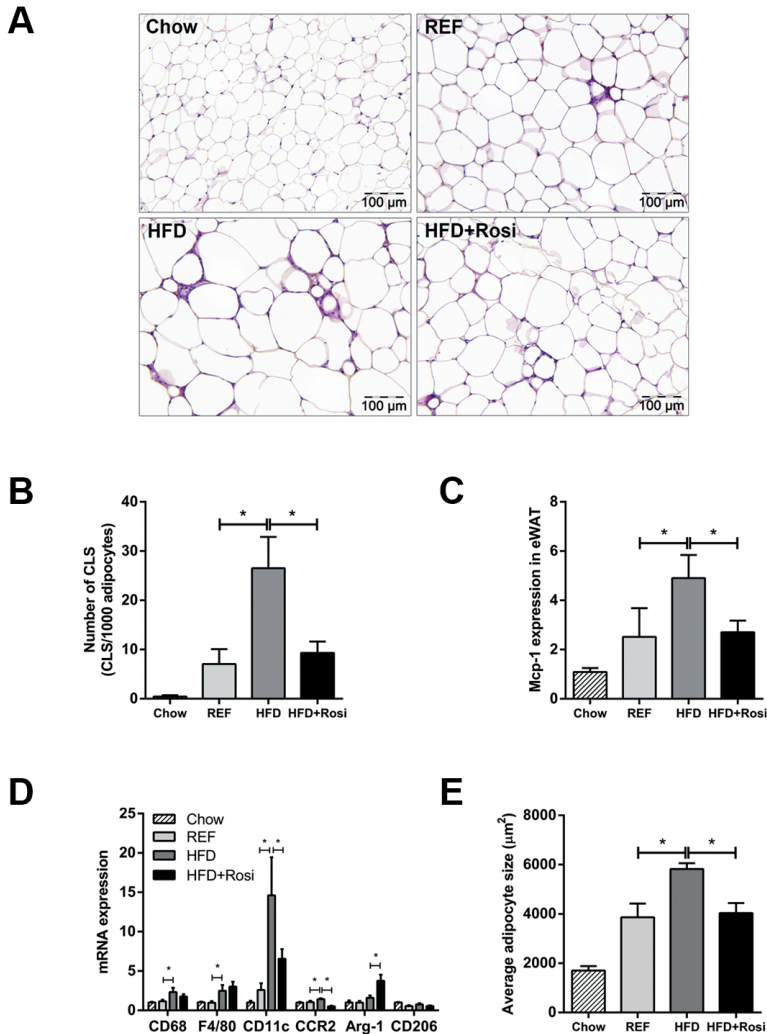 A
Chow
REF
100 µm
100 µm
HFD
HFD+Rosi
100 µm
100 µm
B
Number of CLS
(CLS/1000 adipocytes)
40
30
20
10
0
* *
Chow REF HFD HFD+Rosi
C
Mcp-1 expression in eWAT
8
6
4
2
0
* *
Chow REF HFD HFD+Rosi
D
mRNA expression
25
20
15
10
5
0
Chow
REF
HFD
HFD+Rosi
* *
* * * * *
CD68 F4/80 CD11c CCR2 Arg-1 CD206
E
Average adipocyte size (µm²)
8000
6000
4000
2000
0
* *
Chow REF HFD HFD+Rosi